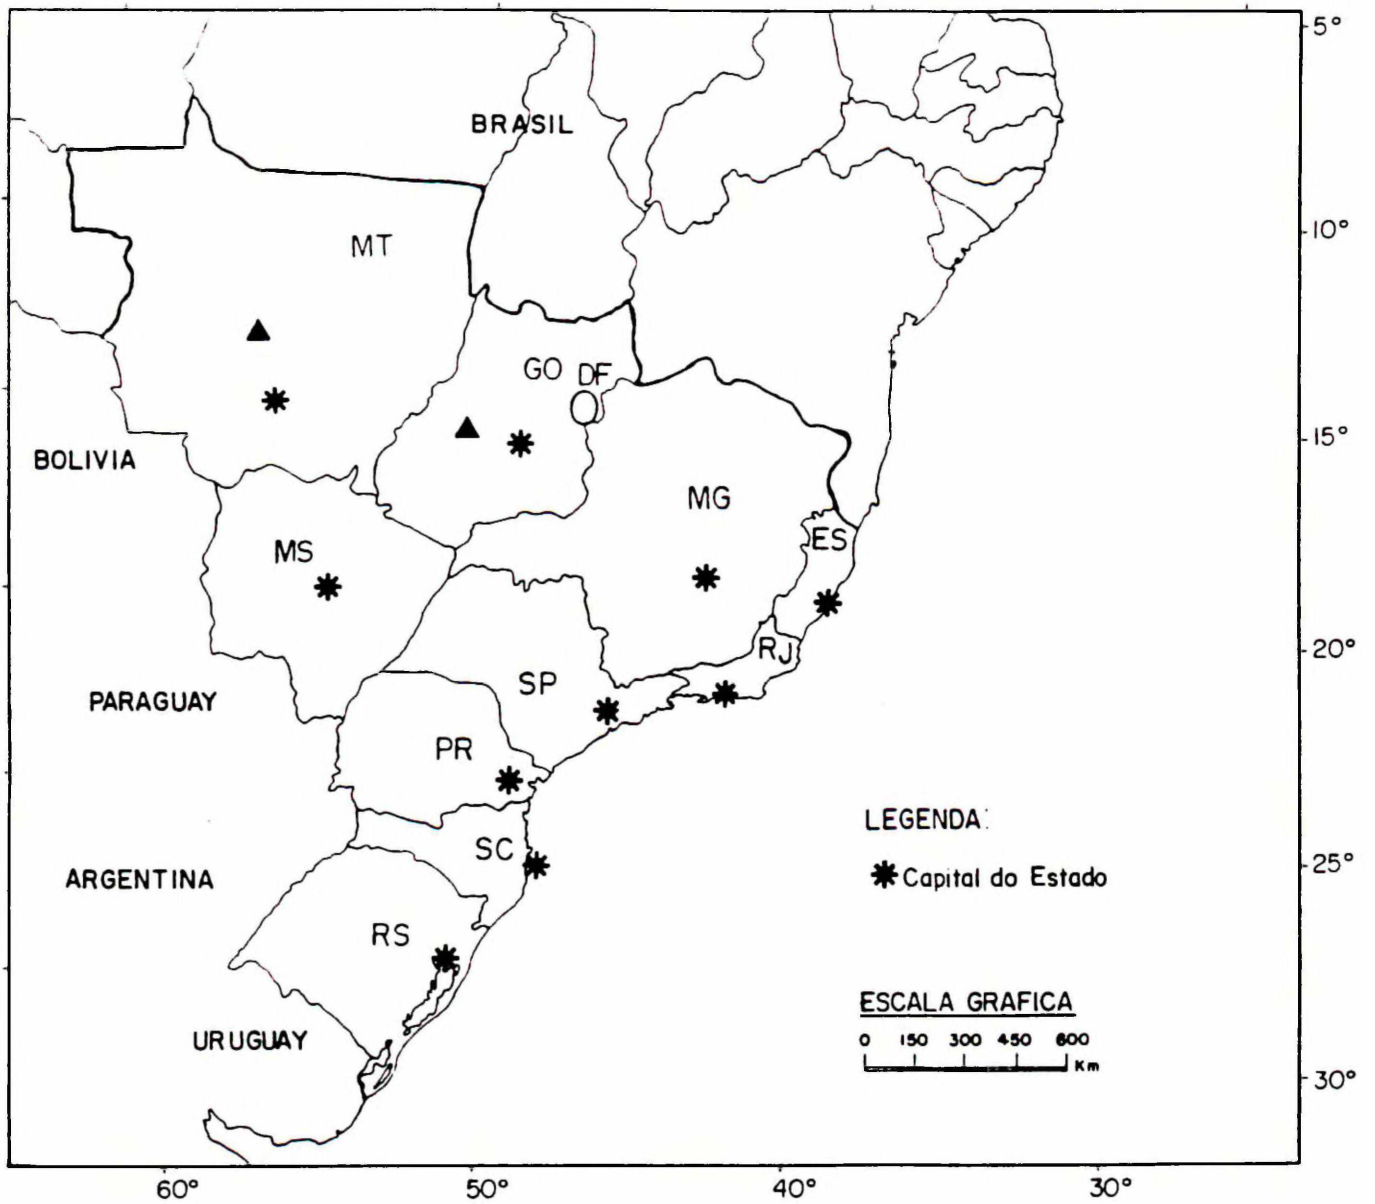 5°
BRASIL
10°
MT
GO DF
15°
BOLIVIA
MG
ES
MS
20°
RJ
SP
PARAGUAY
PR
LEGENDA:
SC
25°
Capital do Estado
ARGENTINA
RS
ESCALA GRAFICA
URUGUAY
0 150 300 450 600
Km
30°
60° 50° 40° 30°